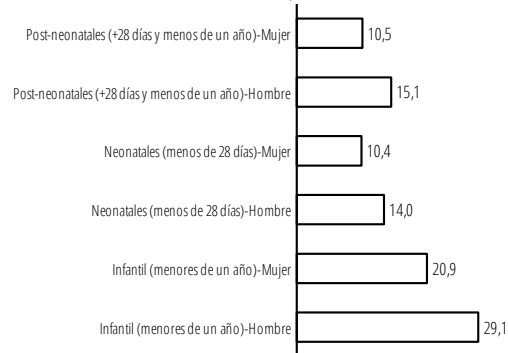 Post-neonatales (+28 días y menos de un año)-Mujer 10,5
Post-neonatales (+28 días y menos de un año)-Hombre 15,1
Neonatales (menos de 28 días)-Mujer 10,4
Neonatales (menos de 28 días)-Hombre 14,0
Infantil (menores de un año)-Mujer 20,9
Infantil (menores de un año)-Hombre 29,1